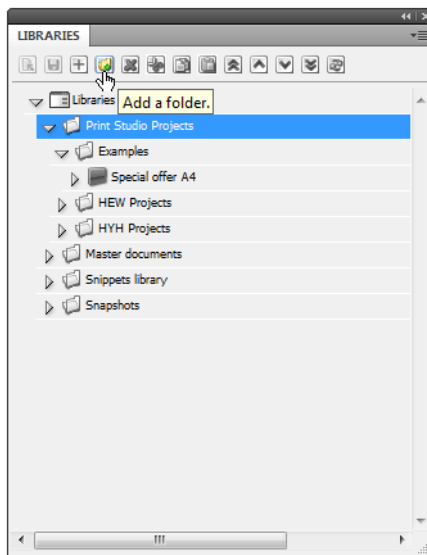 LIBRARIES
Libraries
Add a folder.
Print Studio Projects
Examples
Special offer A4
HEW Projects
HYH Projects
Master documents
Snippets library
Snapshots